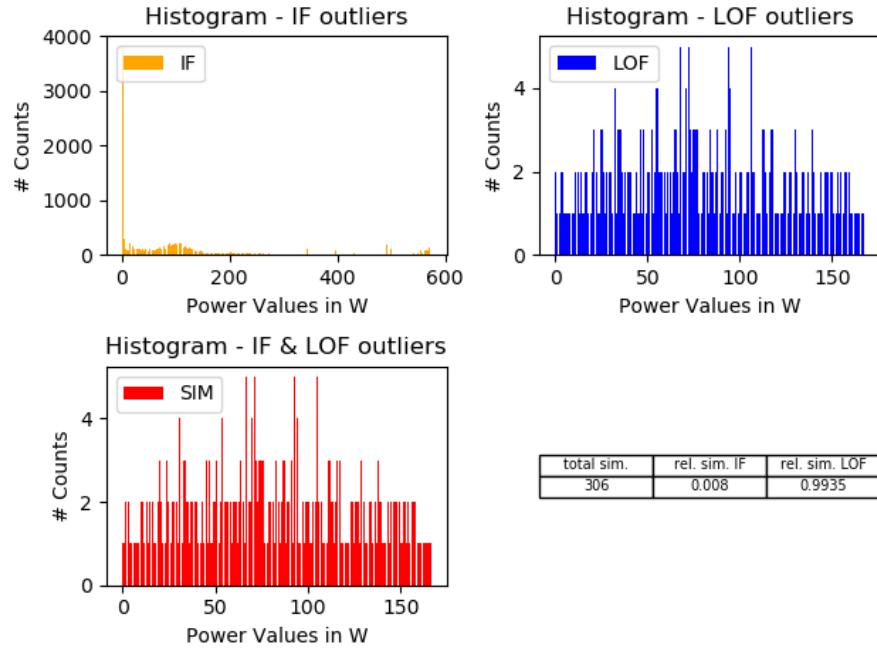 Histogram - IF outliers
4000
3000
2000
1000
0
# Counts
IF
0 200 400 600
Power Values in W
Histogram - LOF outliers
4
2
0
# Counts
LOF
0 50 100 150
Power Values in W
Histogram - IF & LOF outliers
4
2
0
# Counts
SIM
0 50 100 150
Power Values in W
total sim. rel. sim. IF rel. sim. LOF
306 0.008 0.9935